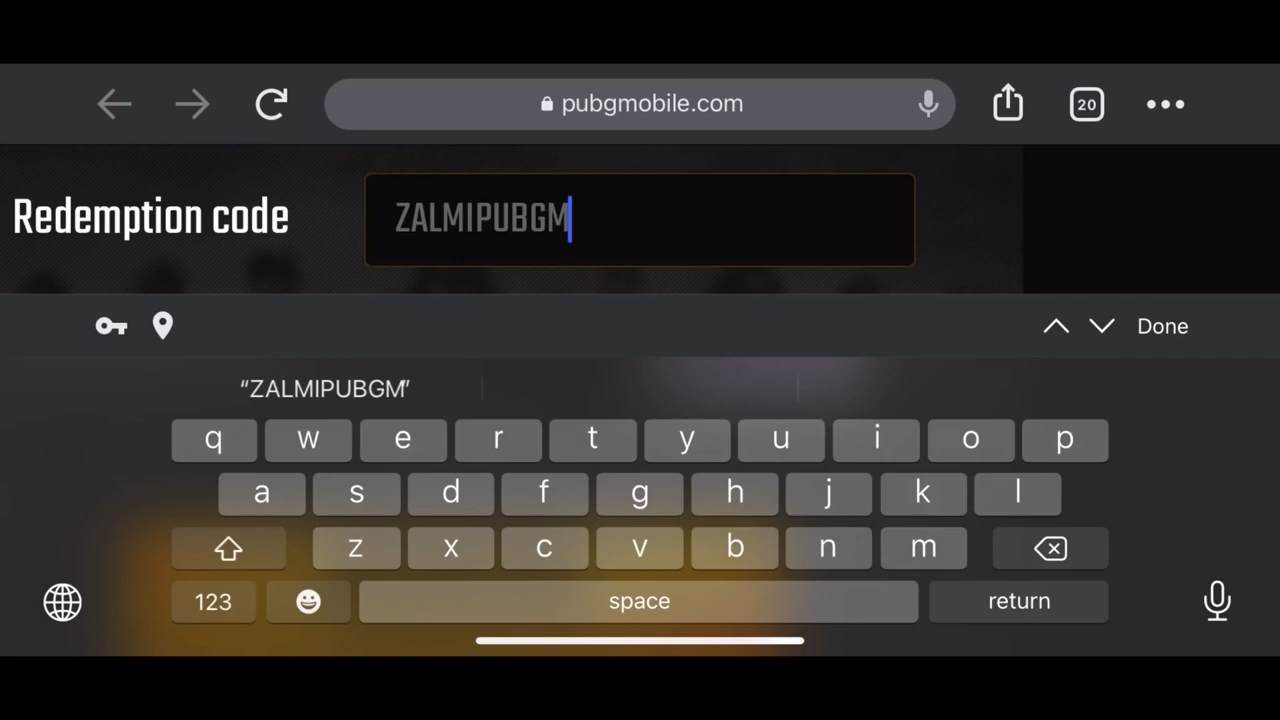 pubgmobile.com
20
Redemption code
ZALMIPUBGM
Done
“ZALMIPUBGM”
q w e r t y u i o p
a s d f g h j k l
z x c v b n m
123
space
return